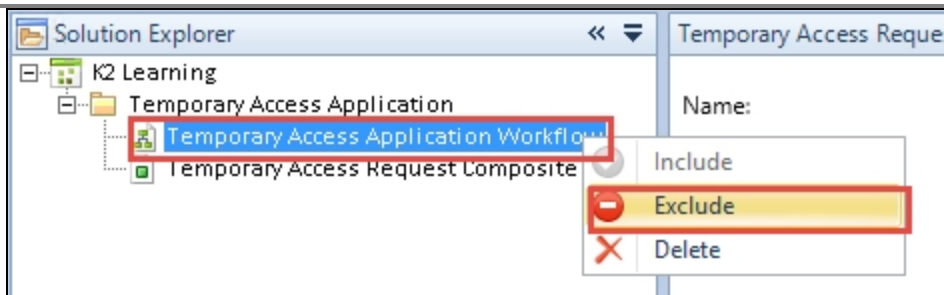 Solution Explorer
Temporary Access Reque
K2 Learning
Temporary Access Application
Name:
Temporary Access Application Workflow
Include
Temporary Access Request Composite
Exclude
Delete